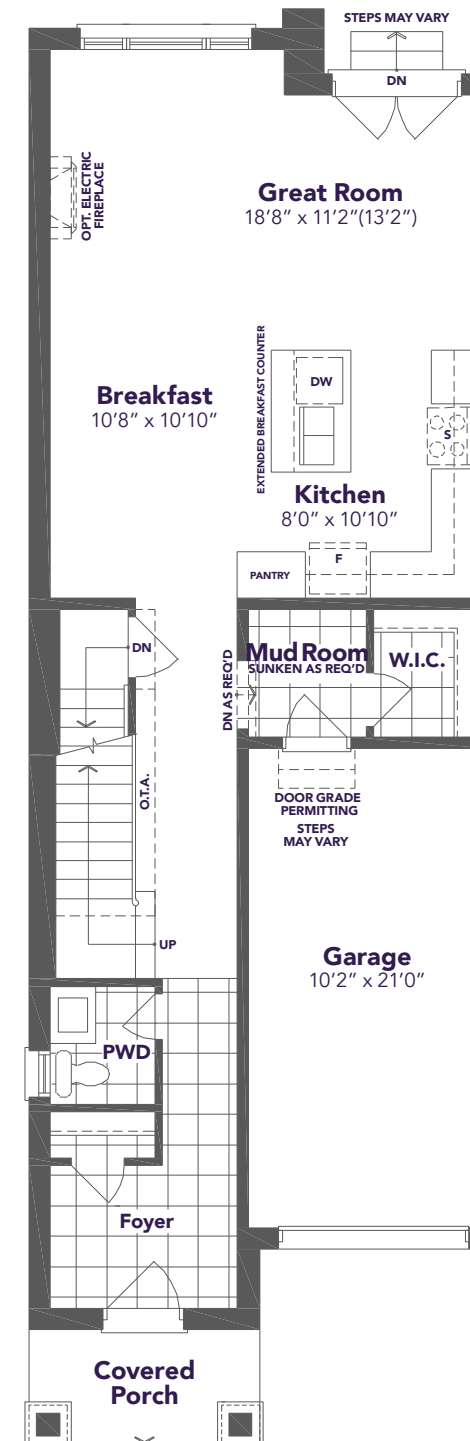 STEPS MAY VARY
DN
OPT. ELECTRIC
FIREPLACE
Great Room
18'8" x 11'2"(13'2")
EXTENDED BREAKFAST COUNTER
DW
Breakfast
10'8" x 10'10"
S
Kitchen
8'0" x 10'10"
F
PANTRY
DN
DN AS REQ'D
Mud Room
SUNKEN AS REQ'D
W.I.C.
O.T.A.
DOOR GRADE
PERMITTING
STEPS
MAY VARY
UP
Garage
10'2" x 21'0"
PWD
Foyer
Covered
Porch